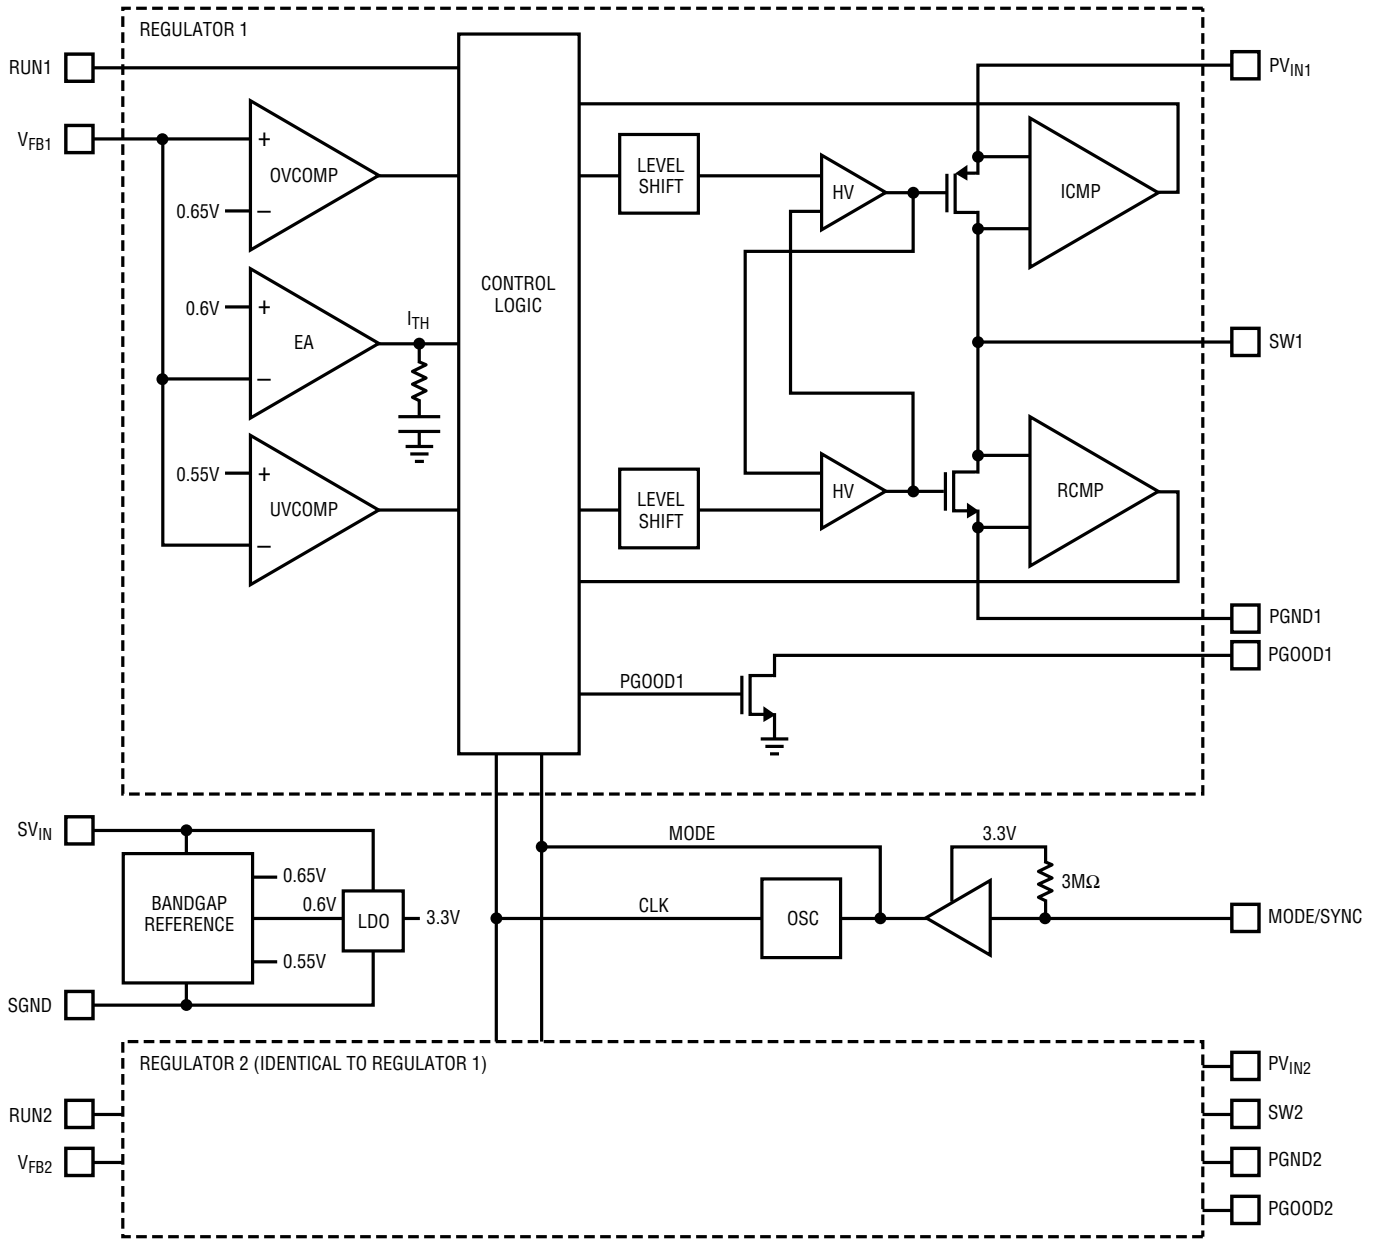 REGULATOR 1
RUN1
PVIN1
VFB1
+
OVCOMP
0.65V
–
LEVEL
SHIFT
HV
ICMP
CONTROL
LOGIC
0.6V
+
EA
–
ITH
SW1
0.55V
+
UVCOMP
–
LEVEL
SHIFT
HV
RCMP
PGND1
PGOOD1
PGOOD1
SVIN
BANDGAP
REFERENCE
0.65V
0.6V
0.55V
LDO
3.3V
SGND
MODE
CLK
OSC
3.3V
3MΩ
MODE/SYNC
REGULATOR 2 (IDENTICAL TO REGULATOR 1)
PVIN2
RUN2
SW2
VFB2
PGND2
PGOOD2